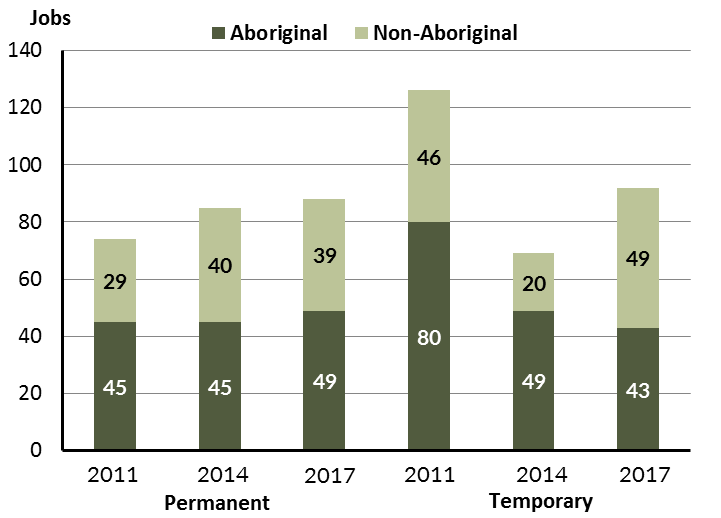 Jobs
Aboriginal Non-Aboriginal
140
120
100
80
60
40
20
0
29 40 39 46 20 49
45 45 49 80 49 43
2011 2014 2017 2011 2014 2017
Permanent Temporary